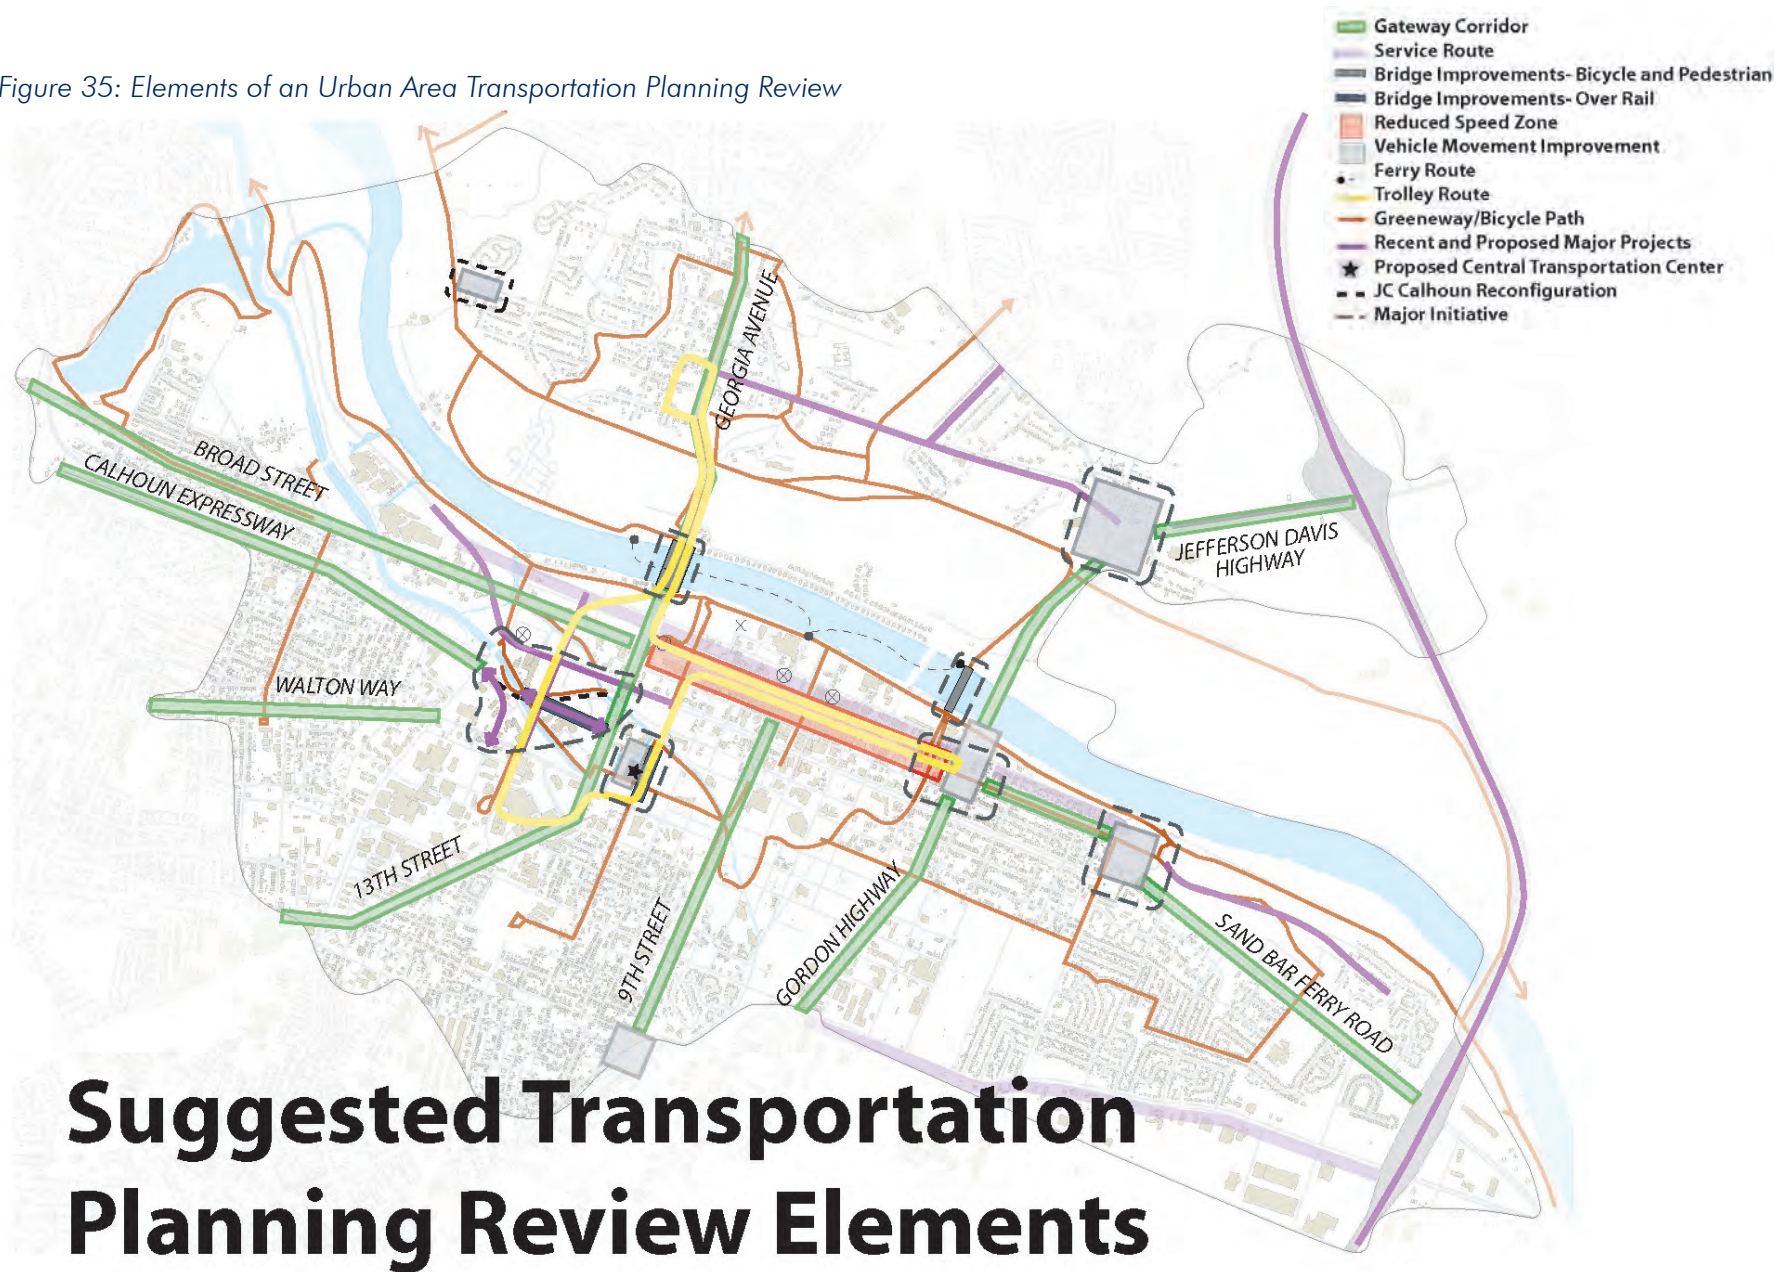 Figure 35: Elements of an Urban Area Transportation Planning Review
Gateway Corridor
Service Route
Bridge Improvements- Bicycle and Pedestrian
Bridge Improvements- Over Rail
Reduced Speed Zone
Vehicle Movement Improvement
Ferry Route
Trolley Route
Greeneway/Bicycle Path
Recent and Proposed Major Projects
Proposed Central Transportation Center
JC Calhoun Reconfiguration
Major Initiative
GEORGIA AVENUE
BROAD STREET
CALHOUN EXPRESSWAY
JEFFERSON DAVIS
HIGHWAY
WALTON WAY
13TH STREET
9TH STREET
GORDON HIGHWAY
SAND BAR FERRY ROAD
Suggested Transportation
Planning Review Elements